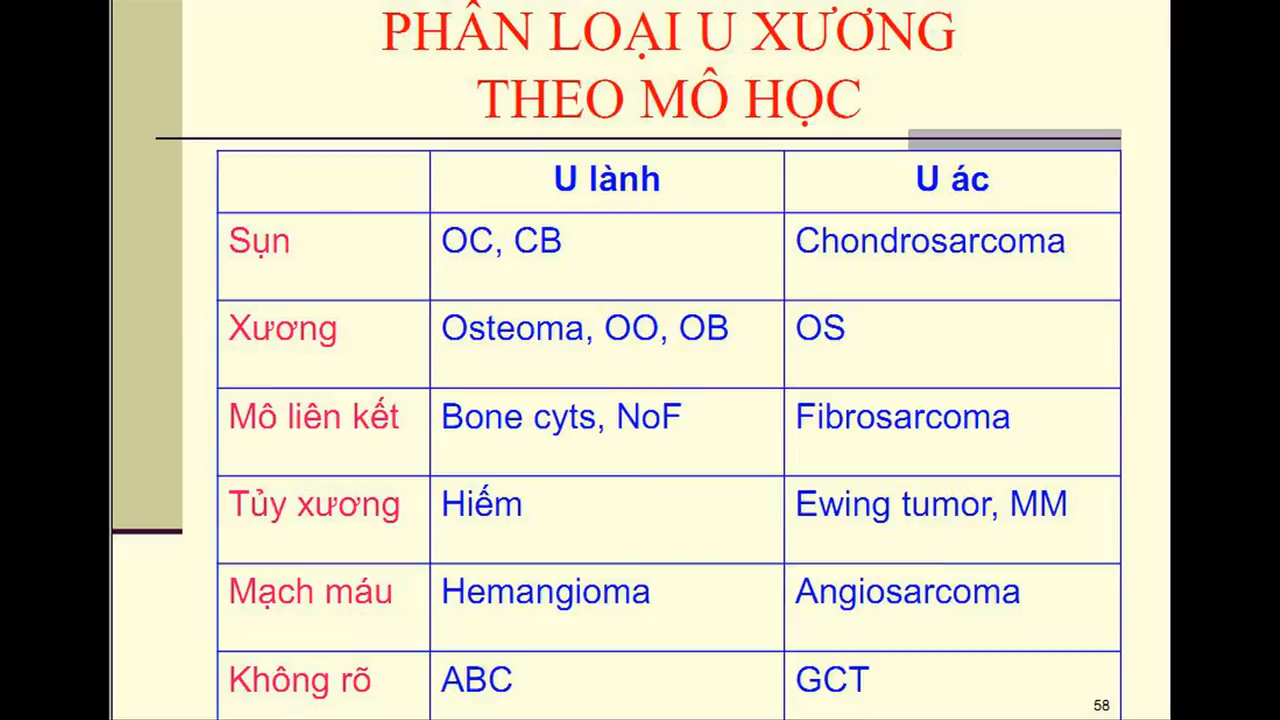 PHÂN LOẠI U XƯƠNG
THEO MÔ HỌC
U lành U ác
Sụn OC, CB Chondrosarcoma
Xương Osteoma, OO, OB OS
Mô liên kết Bone cyts, NoF Fibrosarcoma
Tủy xương Hiếm Ewing tumor, MM
Mạch máu Hemangioma Angiosarcoma
Không rõ ABC GCT
58